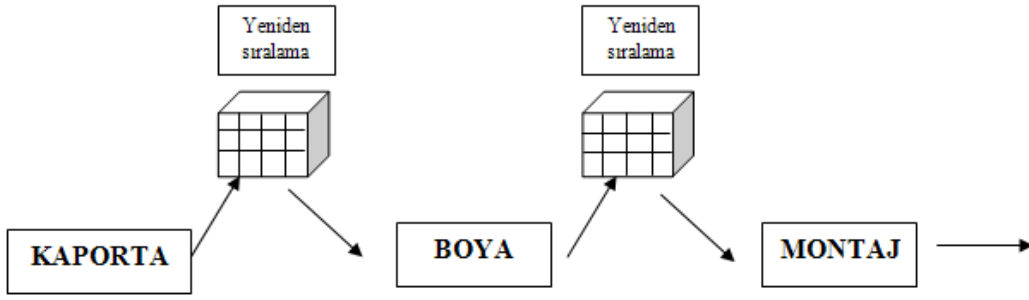 Yeniden
sıralama
Yeniden
sıralama
KAPORTA
BOYA
MONTAJ